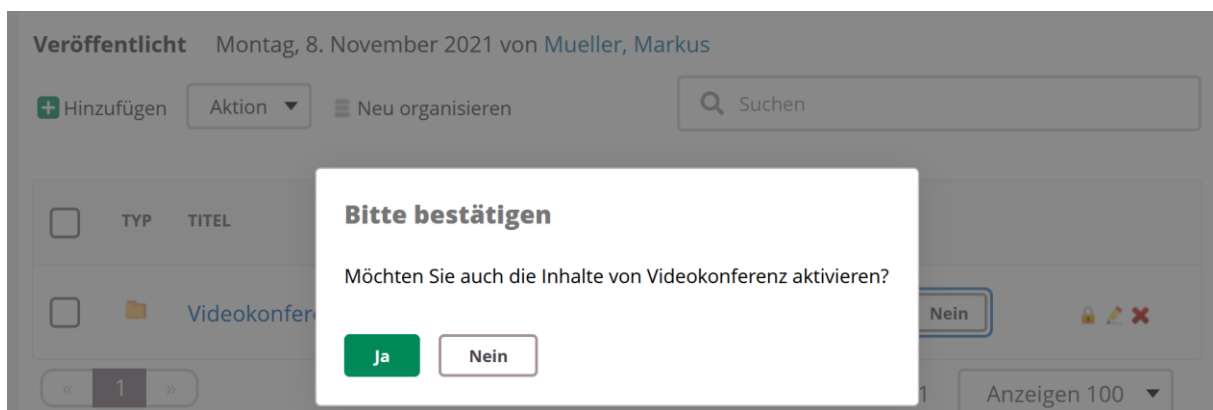 Veröffentlicht Montag, 8. November 2021 von Mueller, Markus
Hinzufügen Aktion Neu organisieren Suchen
TYP TITEL
Bitte bestätigen
Möchten Sie auch die Inhalte von Videokonferenz aktivieren?
Ja Nein
Nein
« 1 » 1 Anzeigen 100